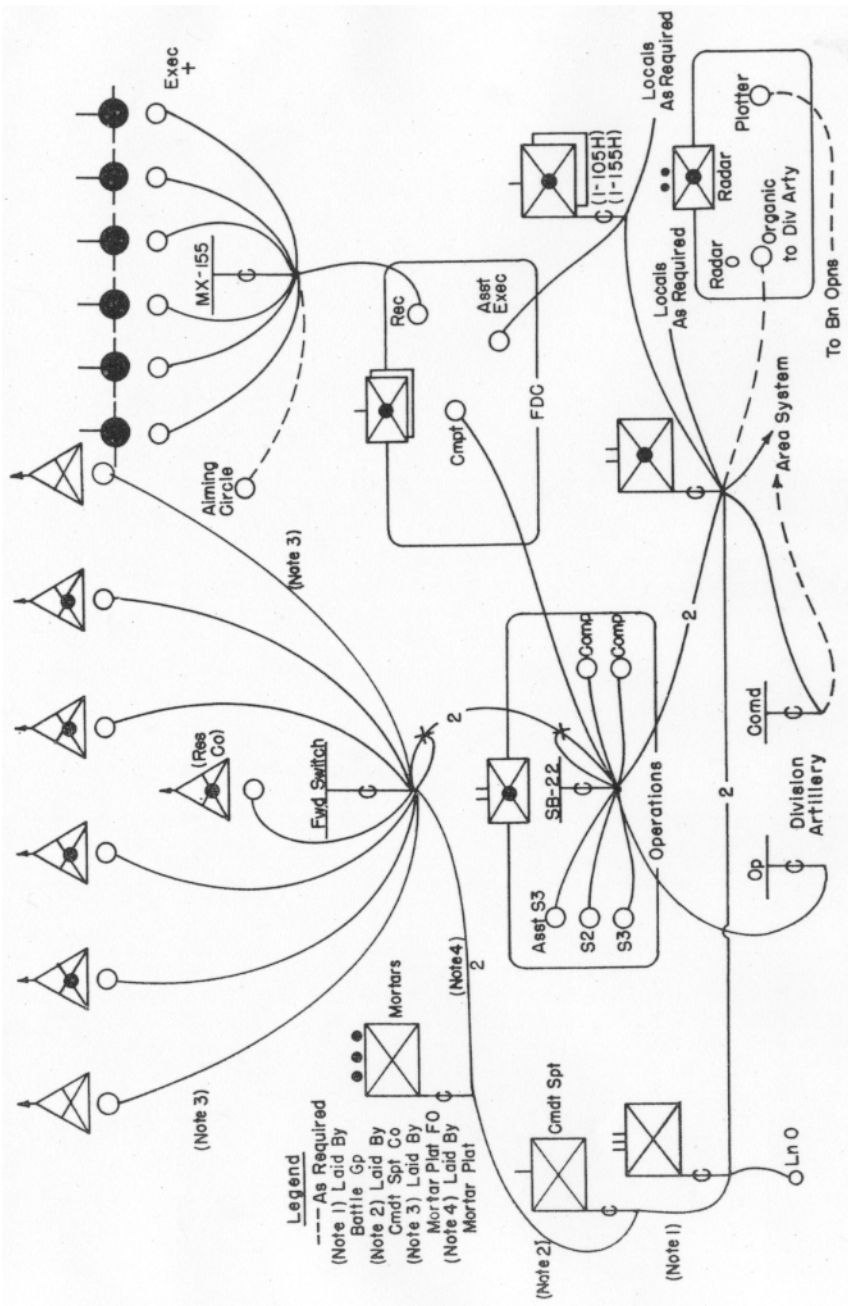 (Note 3)
(Res
Co)
Fwd Switch
C
(Note 3)
Aiming
Circle
MX-155
C
Exec
+
Mortars
C
(Note 4)
2
2
Legend
---- As Required
(Note 1) Laid By
Battle Gp
(Note 2) Laid By
Cmdt Spt Co
(Note 3) Laid By
Mortar Plat FO
(Note 4) Laid By
Mortar Plat
Rec
Cmpt
Asst
Exec
FDC
SB-22
C
Asst S3
S2
S3
Comp
Comp
Operations
Cmdt Spt
C
(Note 2)
C
(Note 1)
Ln O
2
2
Op
C
Comd
C
Division
Artillery
C
Area System
Locals
As Required
C
(1-105H)
(1-155H)
Locals
As Required
Radar
Radar
Organic
to Div Arty
Plotter
To Bn Opns